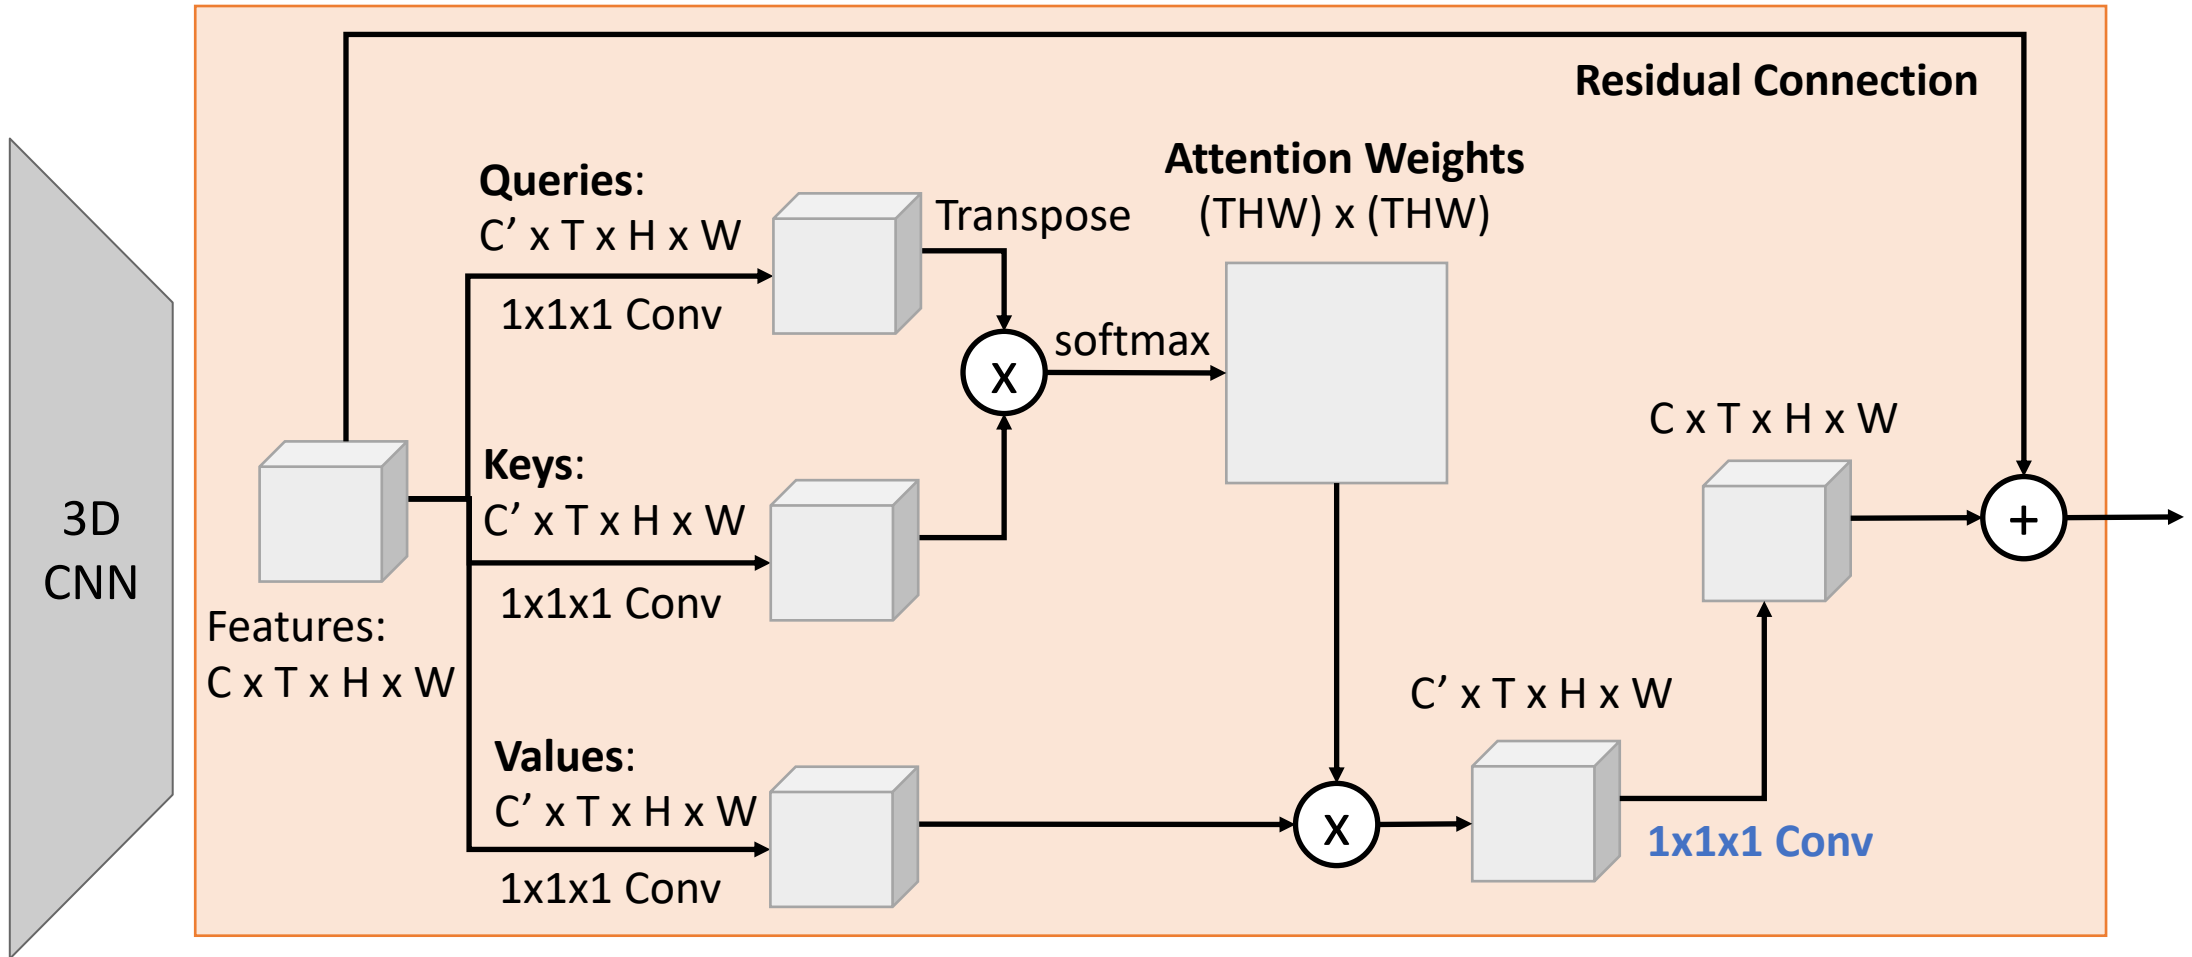 3D
CNN
Features:
C x T x H x W
Queries:
C’ x T x H x W
1x1x1 Conv
Keys:
C’ x T x H x W
1x1x1 Conv
Values:
C’ x T x H x W
1x1x1 Conv
Transpose
x
softmax
Attention Weights
(THW) x (THW)
x
C’ x T x H x W
1x1x1 Conv
C x T x H x W
Residual Connection
+